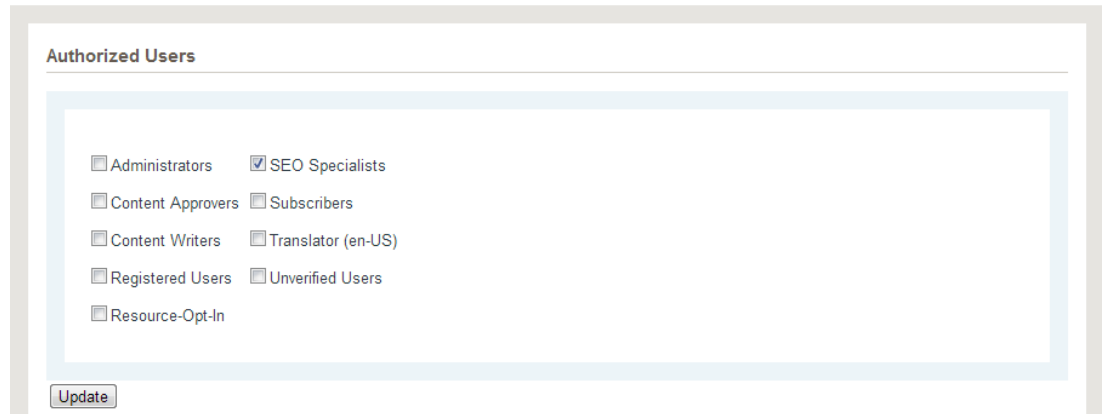 Authorized Users
Administrators SEO Specialists
Content Approvers Subscribers
Content Writers Translator (en-US)
Registered Users Unverified Users
Resource-Opt-In
Update